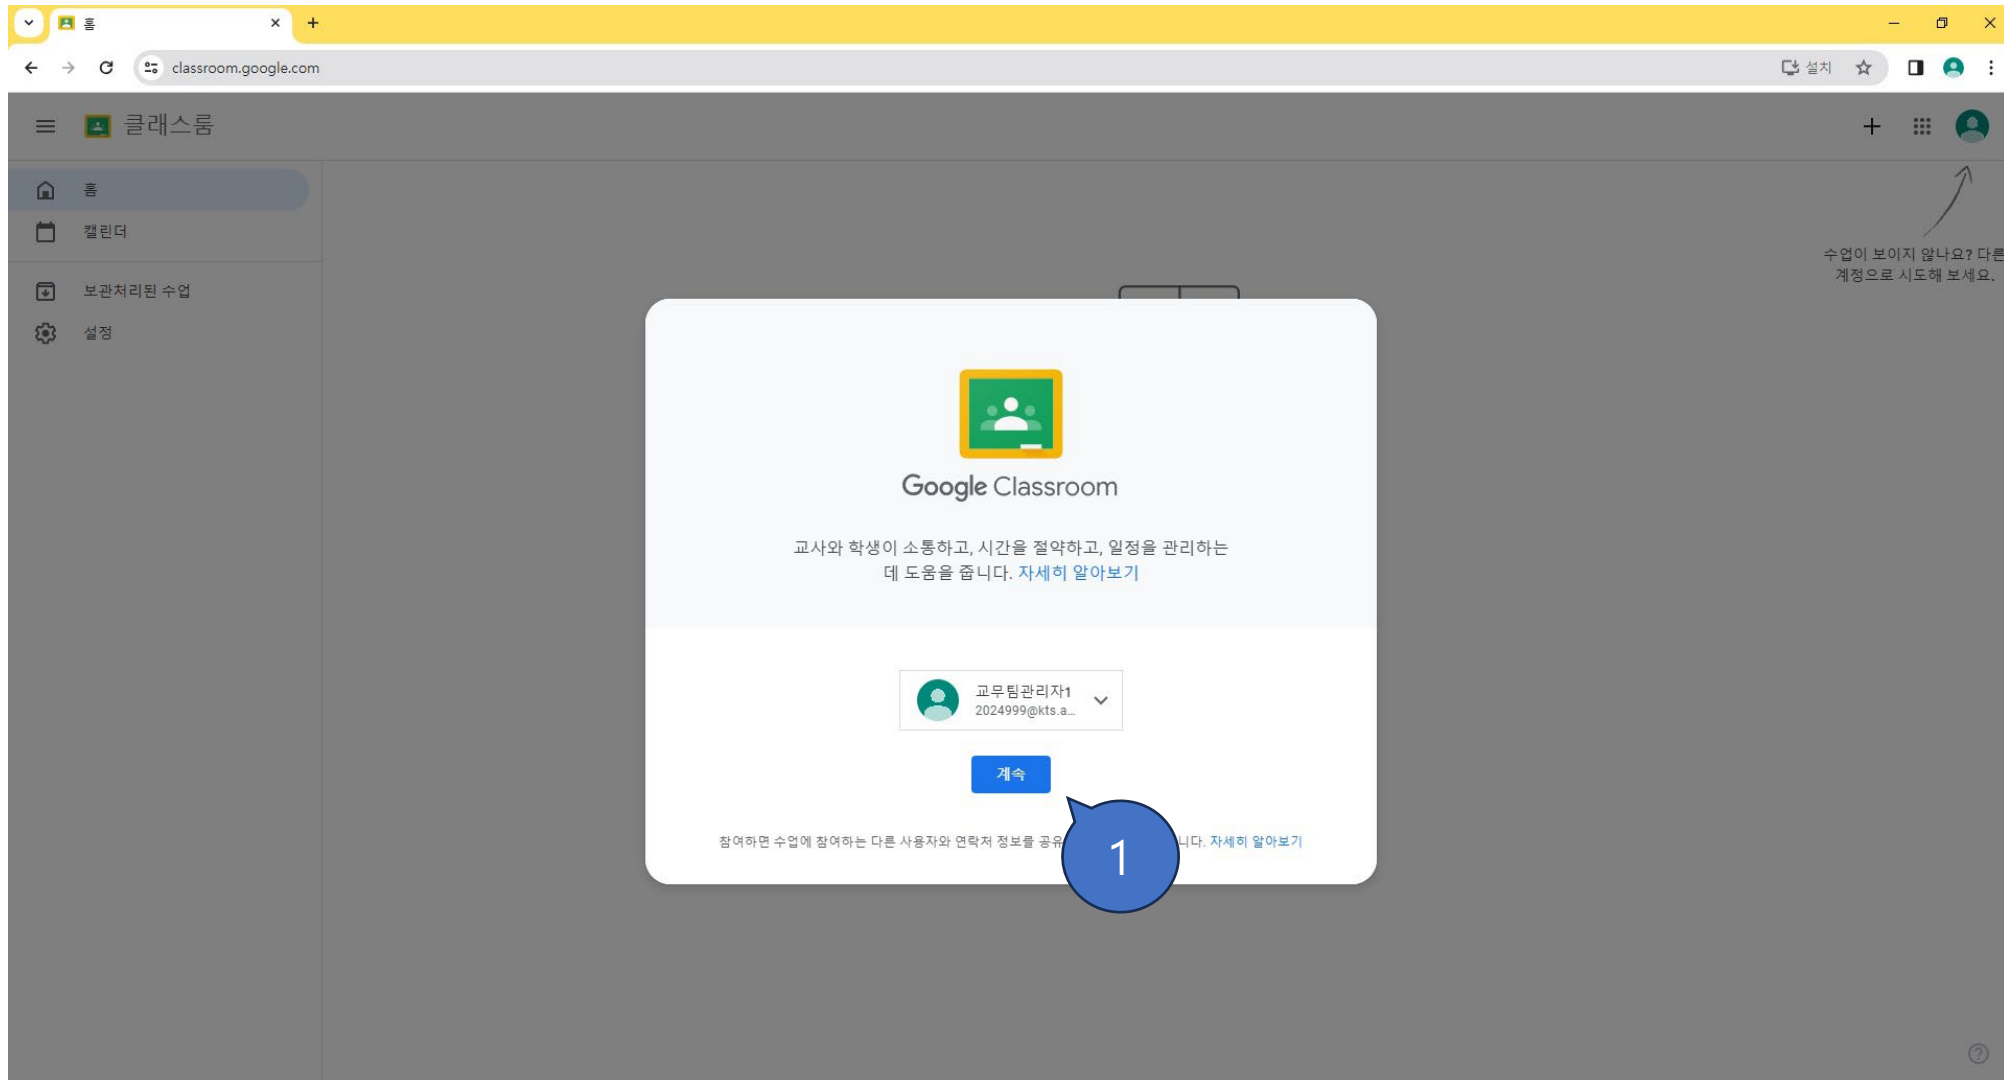 홈
classroom.google.com
설치
클래스룸
홈
캘린더
보관처리된 수업
설정
수업이 보이지 않나요? 다른
계정으로 시도해 보세요.
Google Classroom
교사와 학생이 소통하고, 시간을 절약하고, 일정을 관리하는
데 도움을 줍니다. 자세히 알아보기
교무팀관리자1
2024999@kts.a...
계속
참여하면 수업에 참여하는 다른 사용자와 연락처 정보를 공유 니다. 자세히 알아보기
1